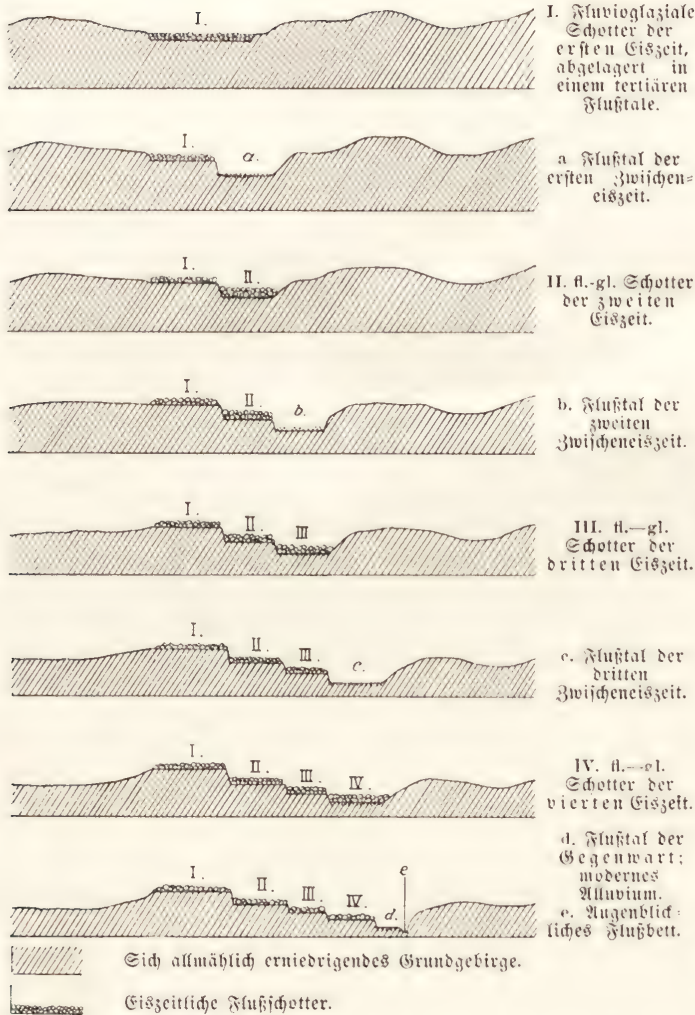 I.
I. Fluvioglaziale
Schotter der
ersten Eiszeit,
abgelagert in
einem tertiären
Flußtale.
I.
a.
a Flußtal der
ersten Zwischen=
eiszeit.
I.
II.
II. fl.-gl. Schotter
der zweiten
Eiszeit.
I.
II.
b.
b. Flußtal der
zweiten
Zwischeneiszeit.
I.
II.
III
III. fl.—gl.
Schotter der
dritten Eiszeit.
I.
II.
III.
c.
c. Flußtal der
dritten
Zwischeneiszeit.
I.
II.
III.
IV.
IV. fl.—gl.
Schotter der
vierten Eiszeit.
I.
II.
III.
IV.
d.
e
d. Flußtal der
Gegenwart;
modernes
Alluvium.
e. Augenblick=
liches Flußbett.
Sich allmählich erniedrigendes Grundgebirge.
Eiszeitliche Flußschotter.